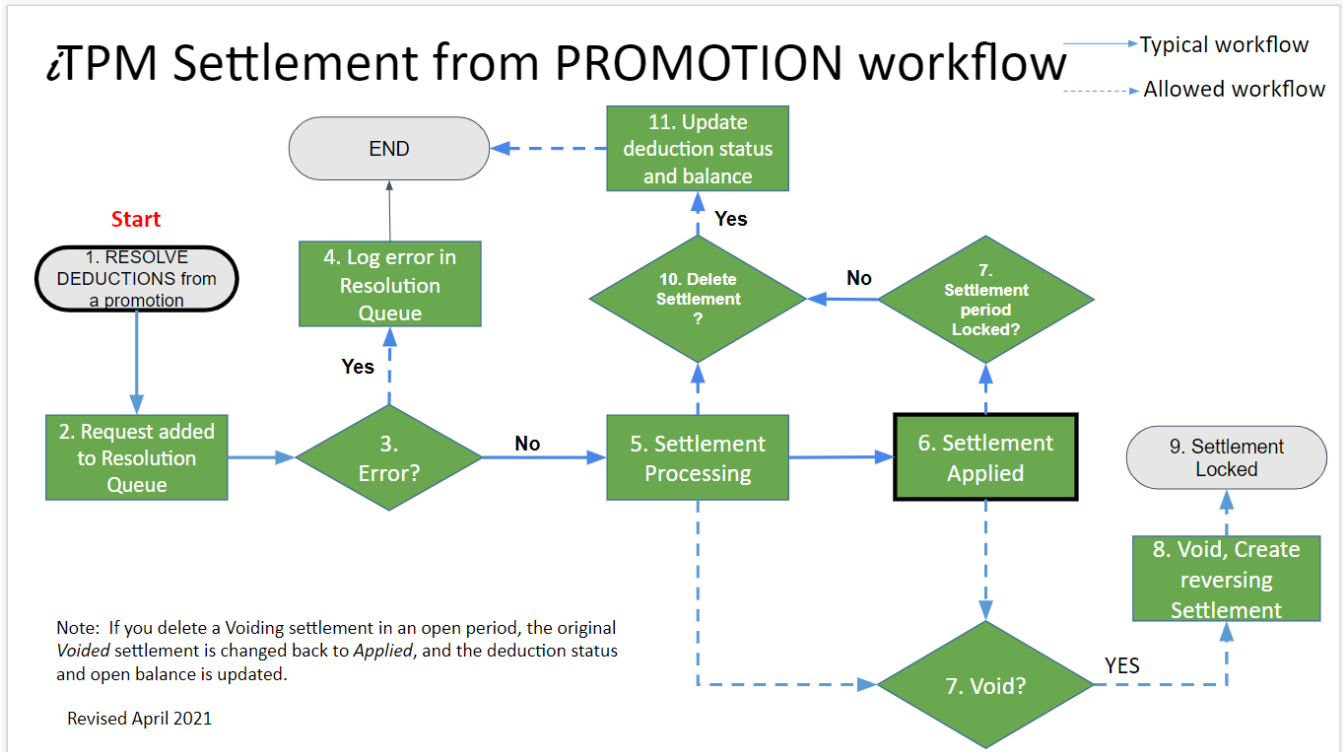 iTPM Settlement from PROMOTION workflow
Typical workflow
Allowed workflow
END
11. Update
deduction status
and balance
Start
Yes
1. RESOLVE
DEDUCTIONS from
a promotion
4. Log error in
Resolution
Queue
10. Delete
Settlement
?
No
7.
Settlement
period
Locked?
Yes
2. Request added
to Resolution
Queue
3.
Error?
No
5. Settlement
Processing
6. Settlement
Applied
9. Settlement
Locked
8. Void, Create
reversing
Settlement
Note:  If you delete a Voiding settlement in an open period, the original
Voided settlement is changed back to Applied, and the deduction status
and open balance is updated.
7. Void?
YES
Revised April 2021